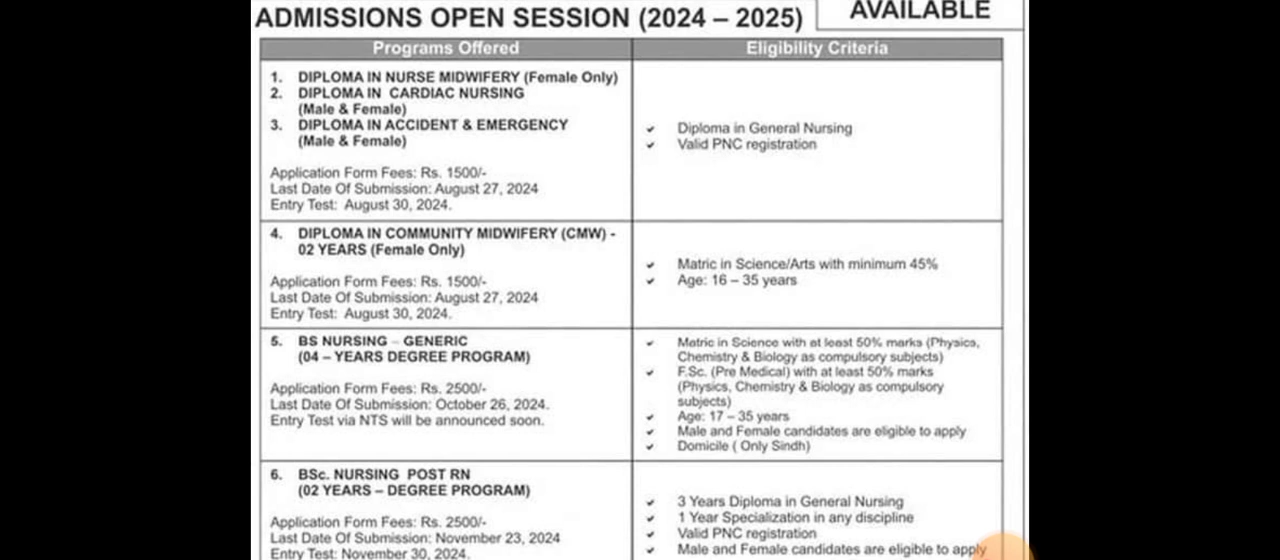 ADMISSIONS OPEN SESSION (2024 – 2025)
AVAILABLE
Programs Offered
Eligibility Criteria
1. DIPLOMA IN NURSE MIDWIFERY (Female Only)
2. DIPLOMA IN CARDIAC NURSING
(Male & Female)
3. DIPLOMA IN ACCIDENT & EMERGENCY
(Male & Female)
Application Form Fees: Rs. 1500/-
Last Date Of Submission: August 27, 2024
Entry Test: August 30, 2024.
✓ Diploma in General Nursing
✓ Valid PNC registration
4. DIPLOMA IN COMMUNITY MIDWIFERY (CMW) -
02 YEARS (Female Only)
Application Form Fees: Rs. 1500/-
Last Date Of Submission: August 27, 2024
Entry Test: August 30, 2024.
✓ Matric in Science/Arts with minimum 45%
✓ Age: 16 – 35 years
5. BS NURSING – GENERIC
(04 – YEARS DEGREE PROGRAM)
Application Form Fees: Rs. 2500/-
Last Date Of Submission: October 26, 2024.
Entry Test via NTS will be announced soon.
✓ Matric in Science with at least 50% marks (Physics,
Chemistry & Biology as compulsory subjects)
✓ F.Sc. (Pre Medical) with at least 50% marks
(Physics, Chemistry & Biology as compulsory
subjects)
✓ Age: 17 – 35 years
✓ Male and Female candidates are eligible to apply
✓ Domicile ( Only Sindh)
6. BSc. NURSING POST RN
(02 YEARS – DEGREE PROGRAM)
Application Form Fees: Rs. 2500/-
Last Date Of Submission: November 23, 2024
Entry Test: November 30, 2024.
✓ 3 Years Diploma in General Nursing
✓ 1 Year Specialization in any discipline
✓ Valid PNC registration
✓ Male and Female candidates are eligible to apply